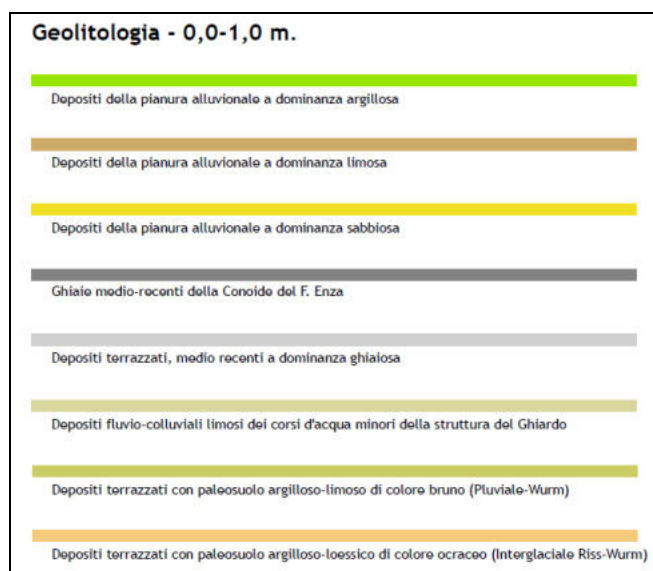 Geolitologia - 0,0-1,0 m.
Depositi della pianura alluvionale a dominanza argillosa
Depositi della pianura alluvionale a dominanza limosa
Depositi della pianura alluvionale a dominanza sabbiosa
Ghiaie medio-recenti della Conoide del F. Enza
Depositi terrazzati, medio recenti a dominanza ghiaiosa
Depositi fluvio-colluviali limosi dei corsi d'acqua minori della struttura del Ghiardo
Depositi terrazzati con paleosuolo argilloso-limoso di colore bruno (Pluviale-Wurm)
Depositi terrazzati con paleosuolo argilloso-loessico di colore ocraceo (Interglaciale Riss-Wurm)